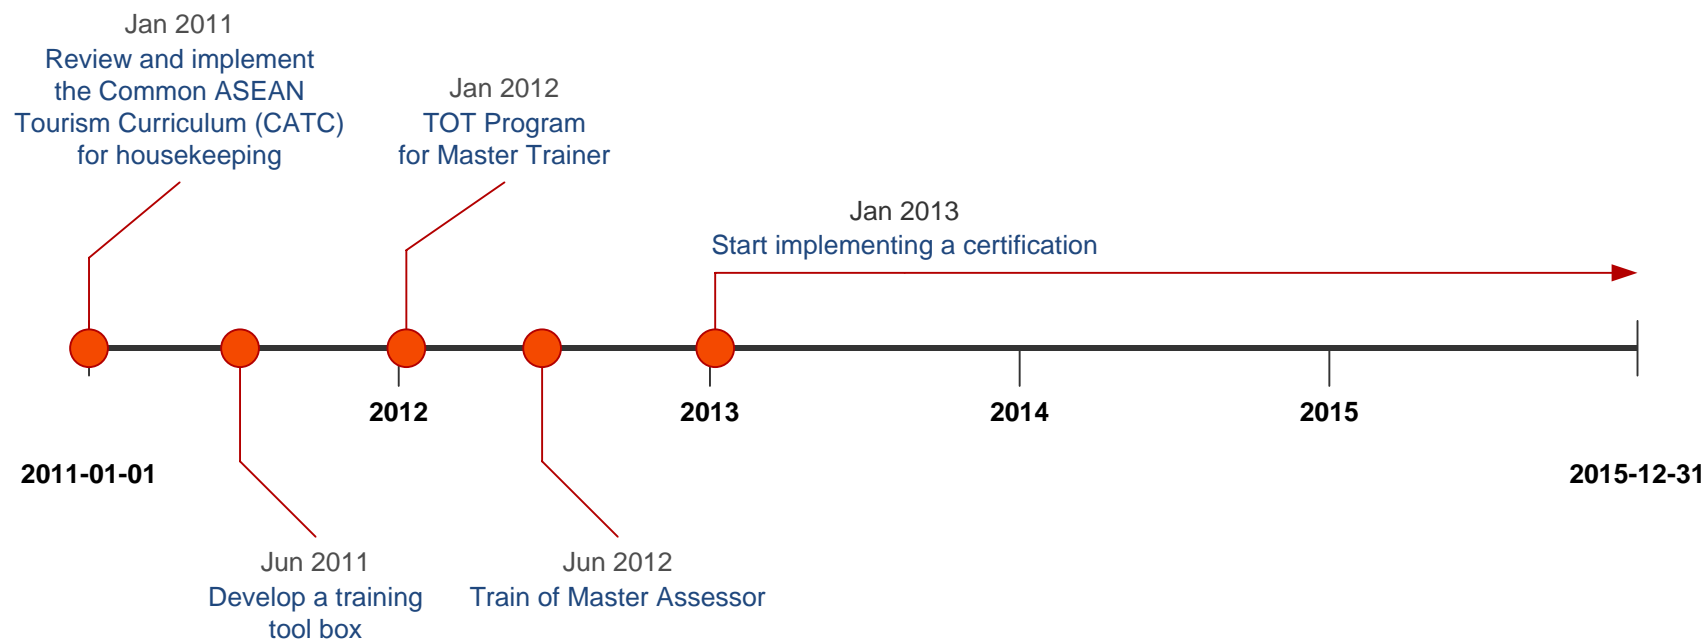 Jan 2011
Review and implement
the Common ASEAN
Tourism Curriculum (CATC)
for housekeeping
Jan 2012
TOT Program
for Master Trainer
Jan 2013
Start implementing a certification
2012
2013
2014
2015
2011-01-01
2015-12-31
Jun 2011
Develop a training
tool box
Jun 2012
Train of Master Assessor